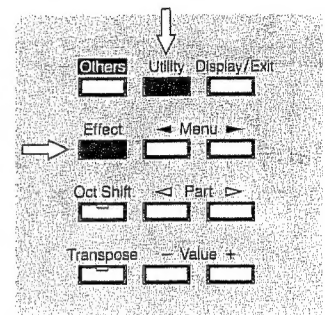 Others Utility Display/Exit
Effect ◄ Menu ►
Oct Shift ◁ Part ▷
Transpose − Value +